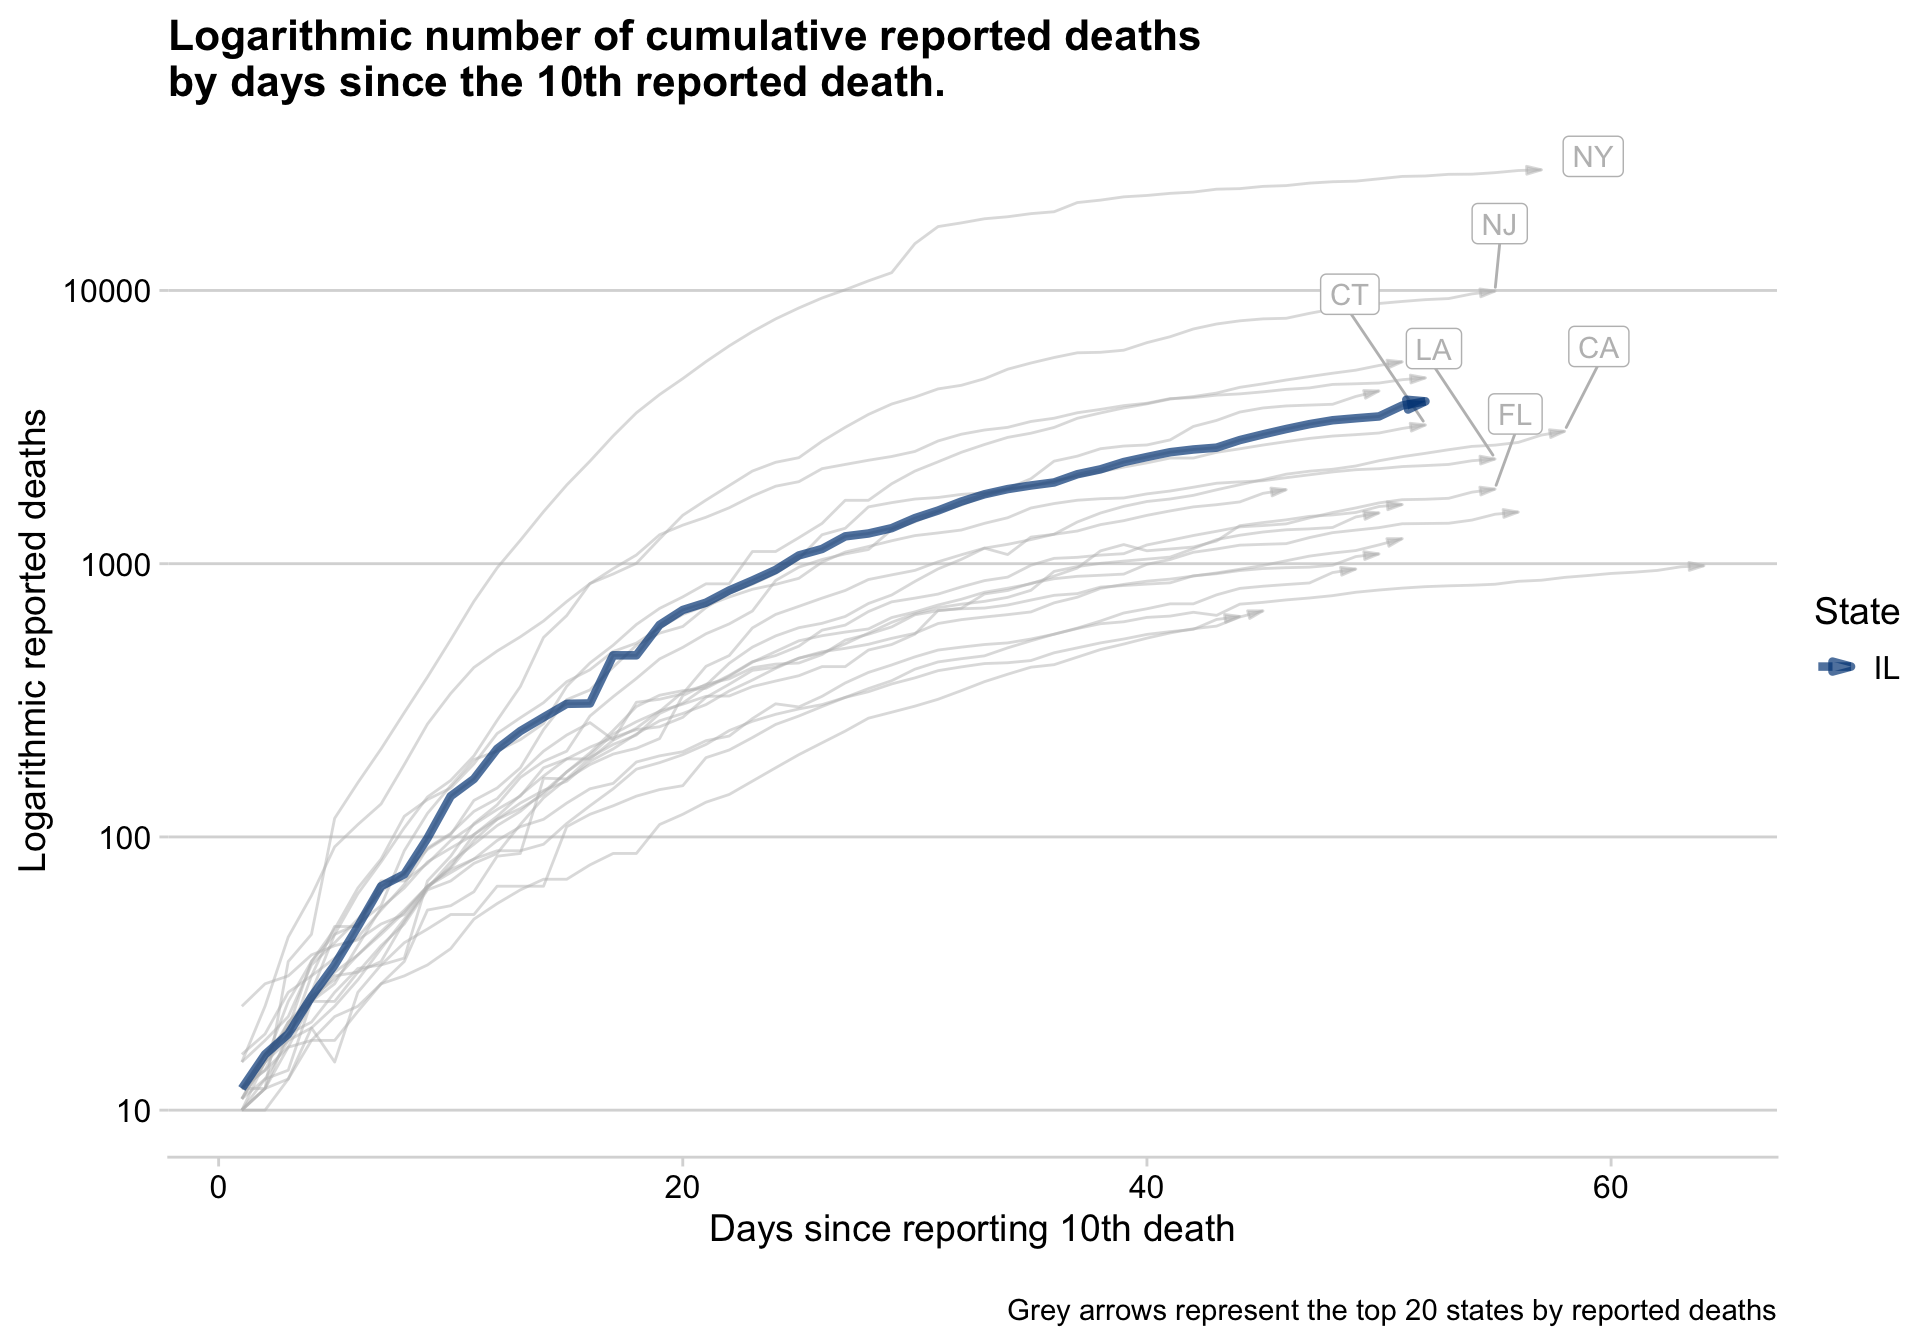 Logarithmic number of cumulative reported deaths
by days since the 10th reported death.
NY
NJ
CT
LA
CA
FL
10000
1000
100
10
Logarithmic reported deaths
0
20
40
60
Days since reporting 10th death
State
IL
Grey arrows represent the top 20 states by reported deaths